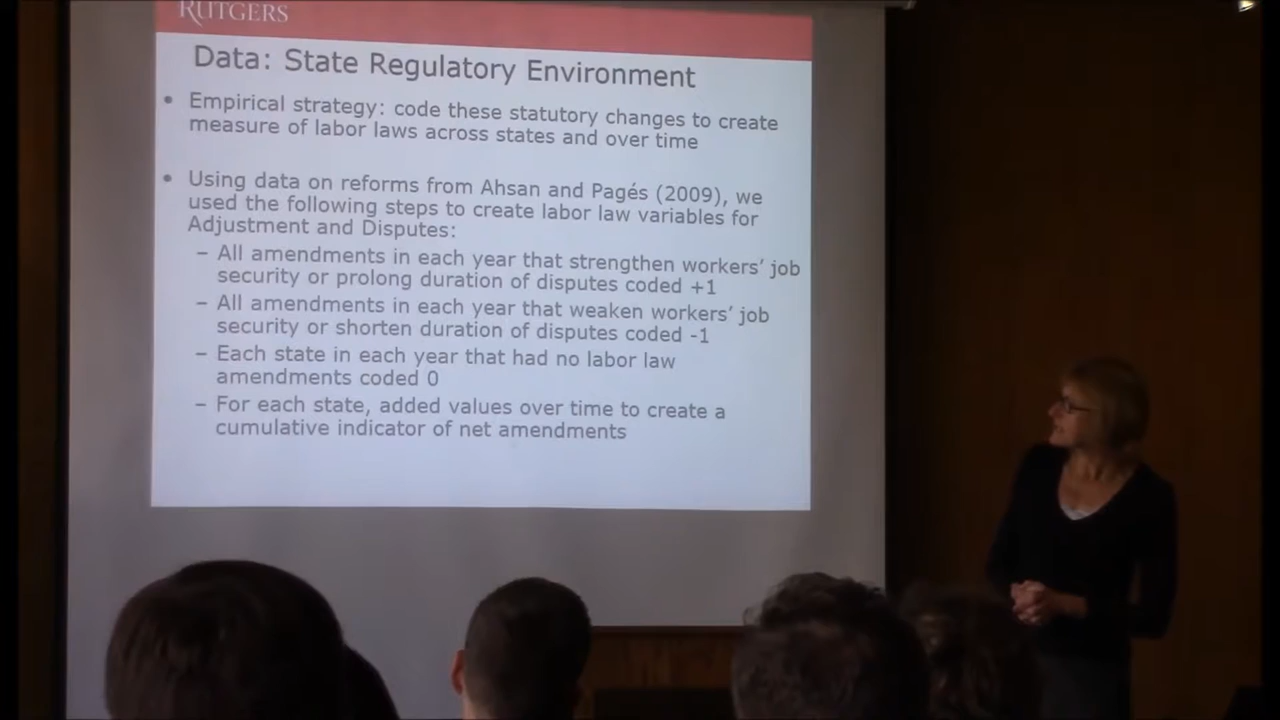 RUTGERS
Data: State Regulatory Environment
• Empirical strategy: code these statutory changes to create
measure of labor laws across states and over time
• Using data on reforms from Ahsan and Pagés (2009), we
used the following steps to create labor law variables for
Adjustment and Disputes:
– All amendments in each year that strengthen workers’ job
security or prolong duration of disputes coded +1
– All amendments in each year that weaken workers’ job
security or shorten duration of disputes coded -1
– Each state in each year that had no labor law
amendments coded 0
– For each state, added values over time to create a
cumulative indicator of net amendments